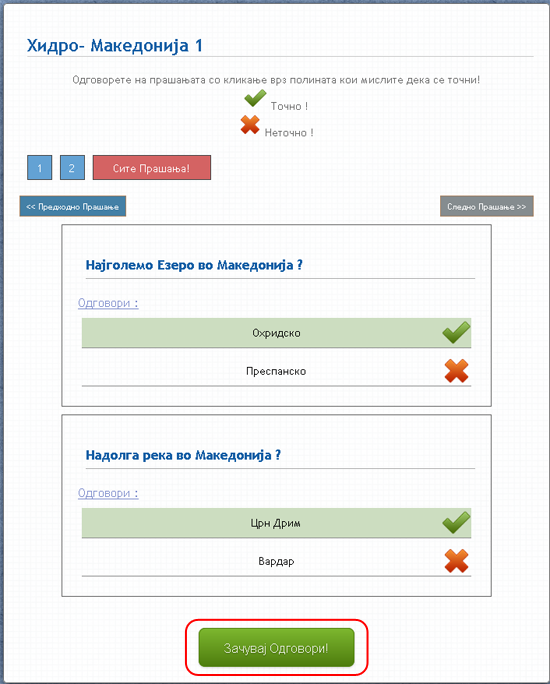 Хидро- Македонија 1
Одговорете на прашањата со кликање врз полината кои мислите дека се точни!
Точно !
Неточно !
1 2 Сите Прашања!
<< Предходно Прашање Следно Прашање >>
Најголемо Езеро во Македонија ?
Одговори :
Охридско
Преспанско
Надолга река во Македонија ?
Одговори :
Црн Дрим
Вардар
Зачувај Одговори!